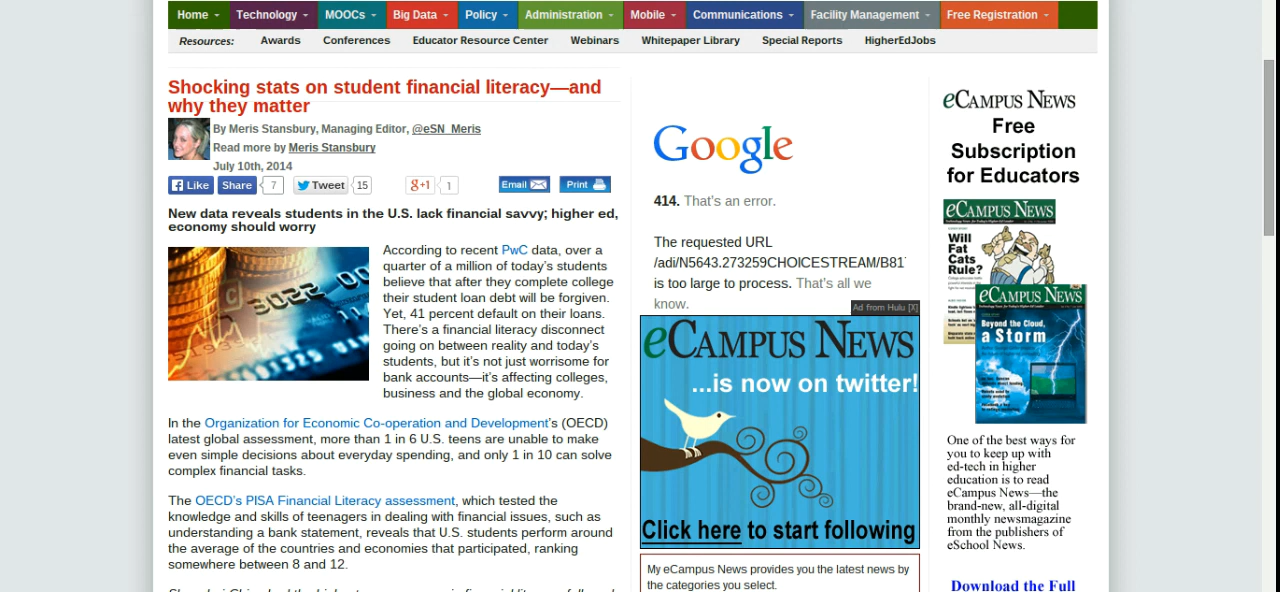 Home Technology MOOCs Big Data Policy Administration Mobile Communications Facility Management Free Registration
Resources: Awards Conferences Educator Resource Center Webinars Whitepaper Library Special Reports HigherEdJobs
Shocking stats on student financial literacy—and
why they matter
By Meris Stansbury, Managing Editor, @eSN_Meris
Read more by Meris Stansbury
July 10th, 2014
Like Share 7 Tweet 15 g+1 1 Email Print
New data reveals students in the U.S. lack financial savvy; higher ed,
economy should worry
3022
According to recent PwC data, over a
quarter of a million of today's students
believe that after they complete college
their student loan debt will be forgiven.
Yet, 41 percent default on their loans.
There's a financial literacy disconnect
going on between reality and today's
students, but it's not just worrisome for
bank accounts—it's affecting colleges,
business and the global economy.
In the Organization for Economic Co-operation and Development's (OECD)
latest global assessment, more than 1 in 6 U.S. teens are unable to make
even simple decisions about everyday spending, and only 1 in 10 can solve
complex financial tasks.
The OECD's PISA Financial Literacy assessment, which tested the
knowledge and skills of teenagers in dealing with financial issues, such as
understanding a bank statement, reveals that U.S. students perform around
the average of the countries and economies that participated, ranking
somewhere between 8 and 12.
Google
414. That's an error.
The requested URL
/adi/N5643.273259CHOICESTREAM/B817
is too large to process. That's all we
know.
Ad from Hulu [X]
eCampus News
...is now on twitter!
Click here to start following
My eCampus News provides you the latest news by
the categories you select.
eCampus News
Free
Subscription
for Educators
eCampus News
Will
Fat
Cats
Rule?
eCampus News
Beyond the Cloud,
a Storm
One of the best ways for
you to keep up with
ed-tech in higher
education is to read
eCampus News—the
brand-new, all-digital
monthly newsmagazine
from the publishers of
eSchool News.
Download the Full